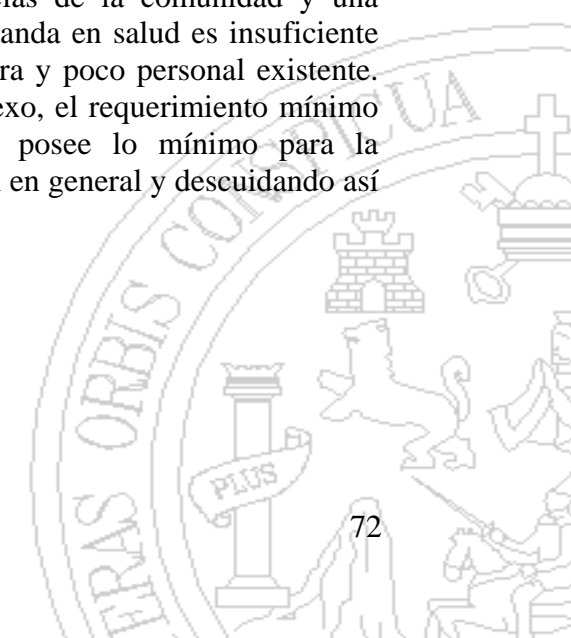 de la comunidad y una
anda en salud es insuficiente
ra y poco personal existente.
exo, el requerimiento mínimo
posee lo mínimo para la
en general y descuidando así
CONSPICUA
ORBIS
ERAS
PLUS
72